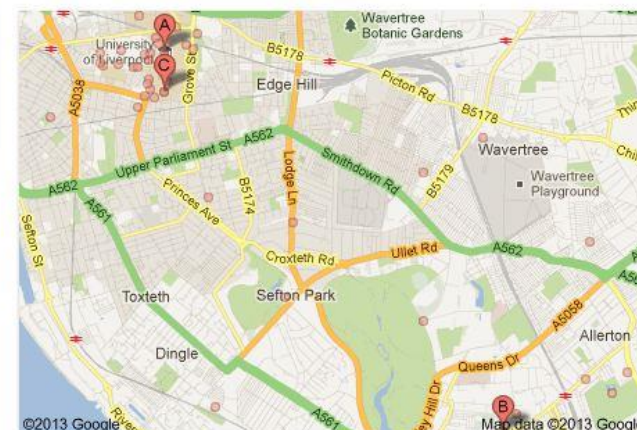 Wavertree
Botanic Gardens
A
University
of Liverpool
C
Grove St
B5178
A5038
Edge Hill
Picton Rd
B5178
Upper Parliament St
A562
A562
Lodge Ln
Smithdown Rd
B5179
Wavertree
Wavertree
Playground
A561
Princes Ave
B5174
Sefton St
Croxteth Rd
Ullet Rd
A562
Toxteth
Sefton Park
A5058
Allerton
Dingle
Queens Dr
A561
B
©2013 Google
Map data ©2013 Google